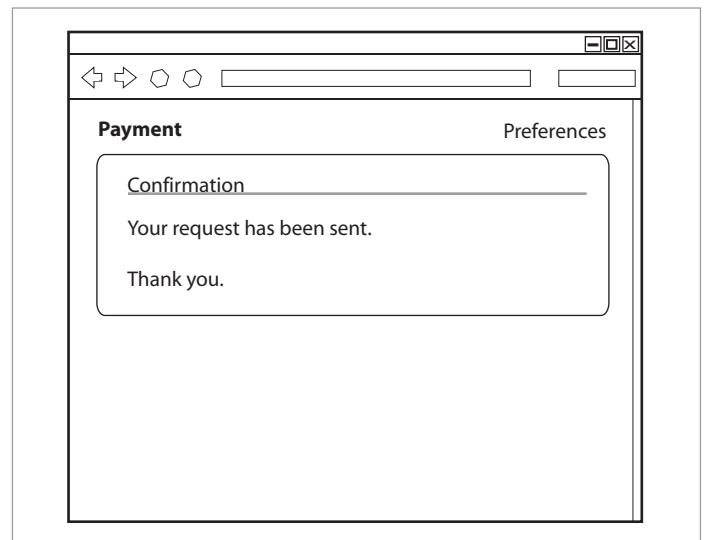 Payment
Preferences
Confirmation
Your request has been sent.
Thank you.